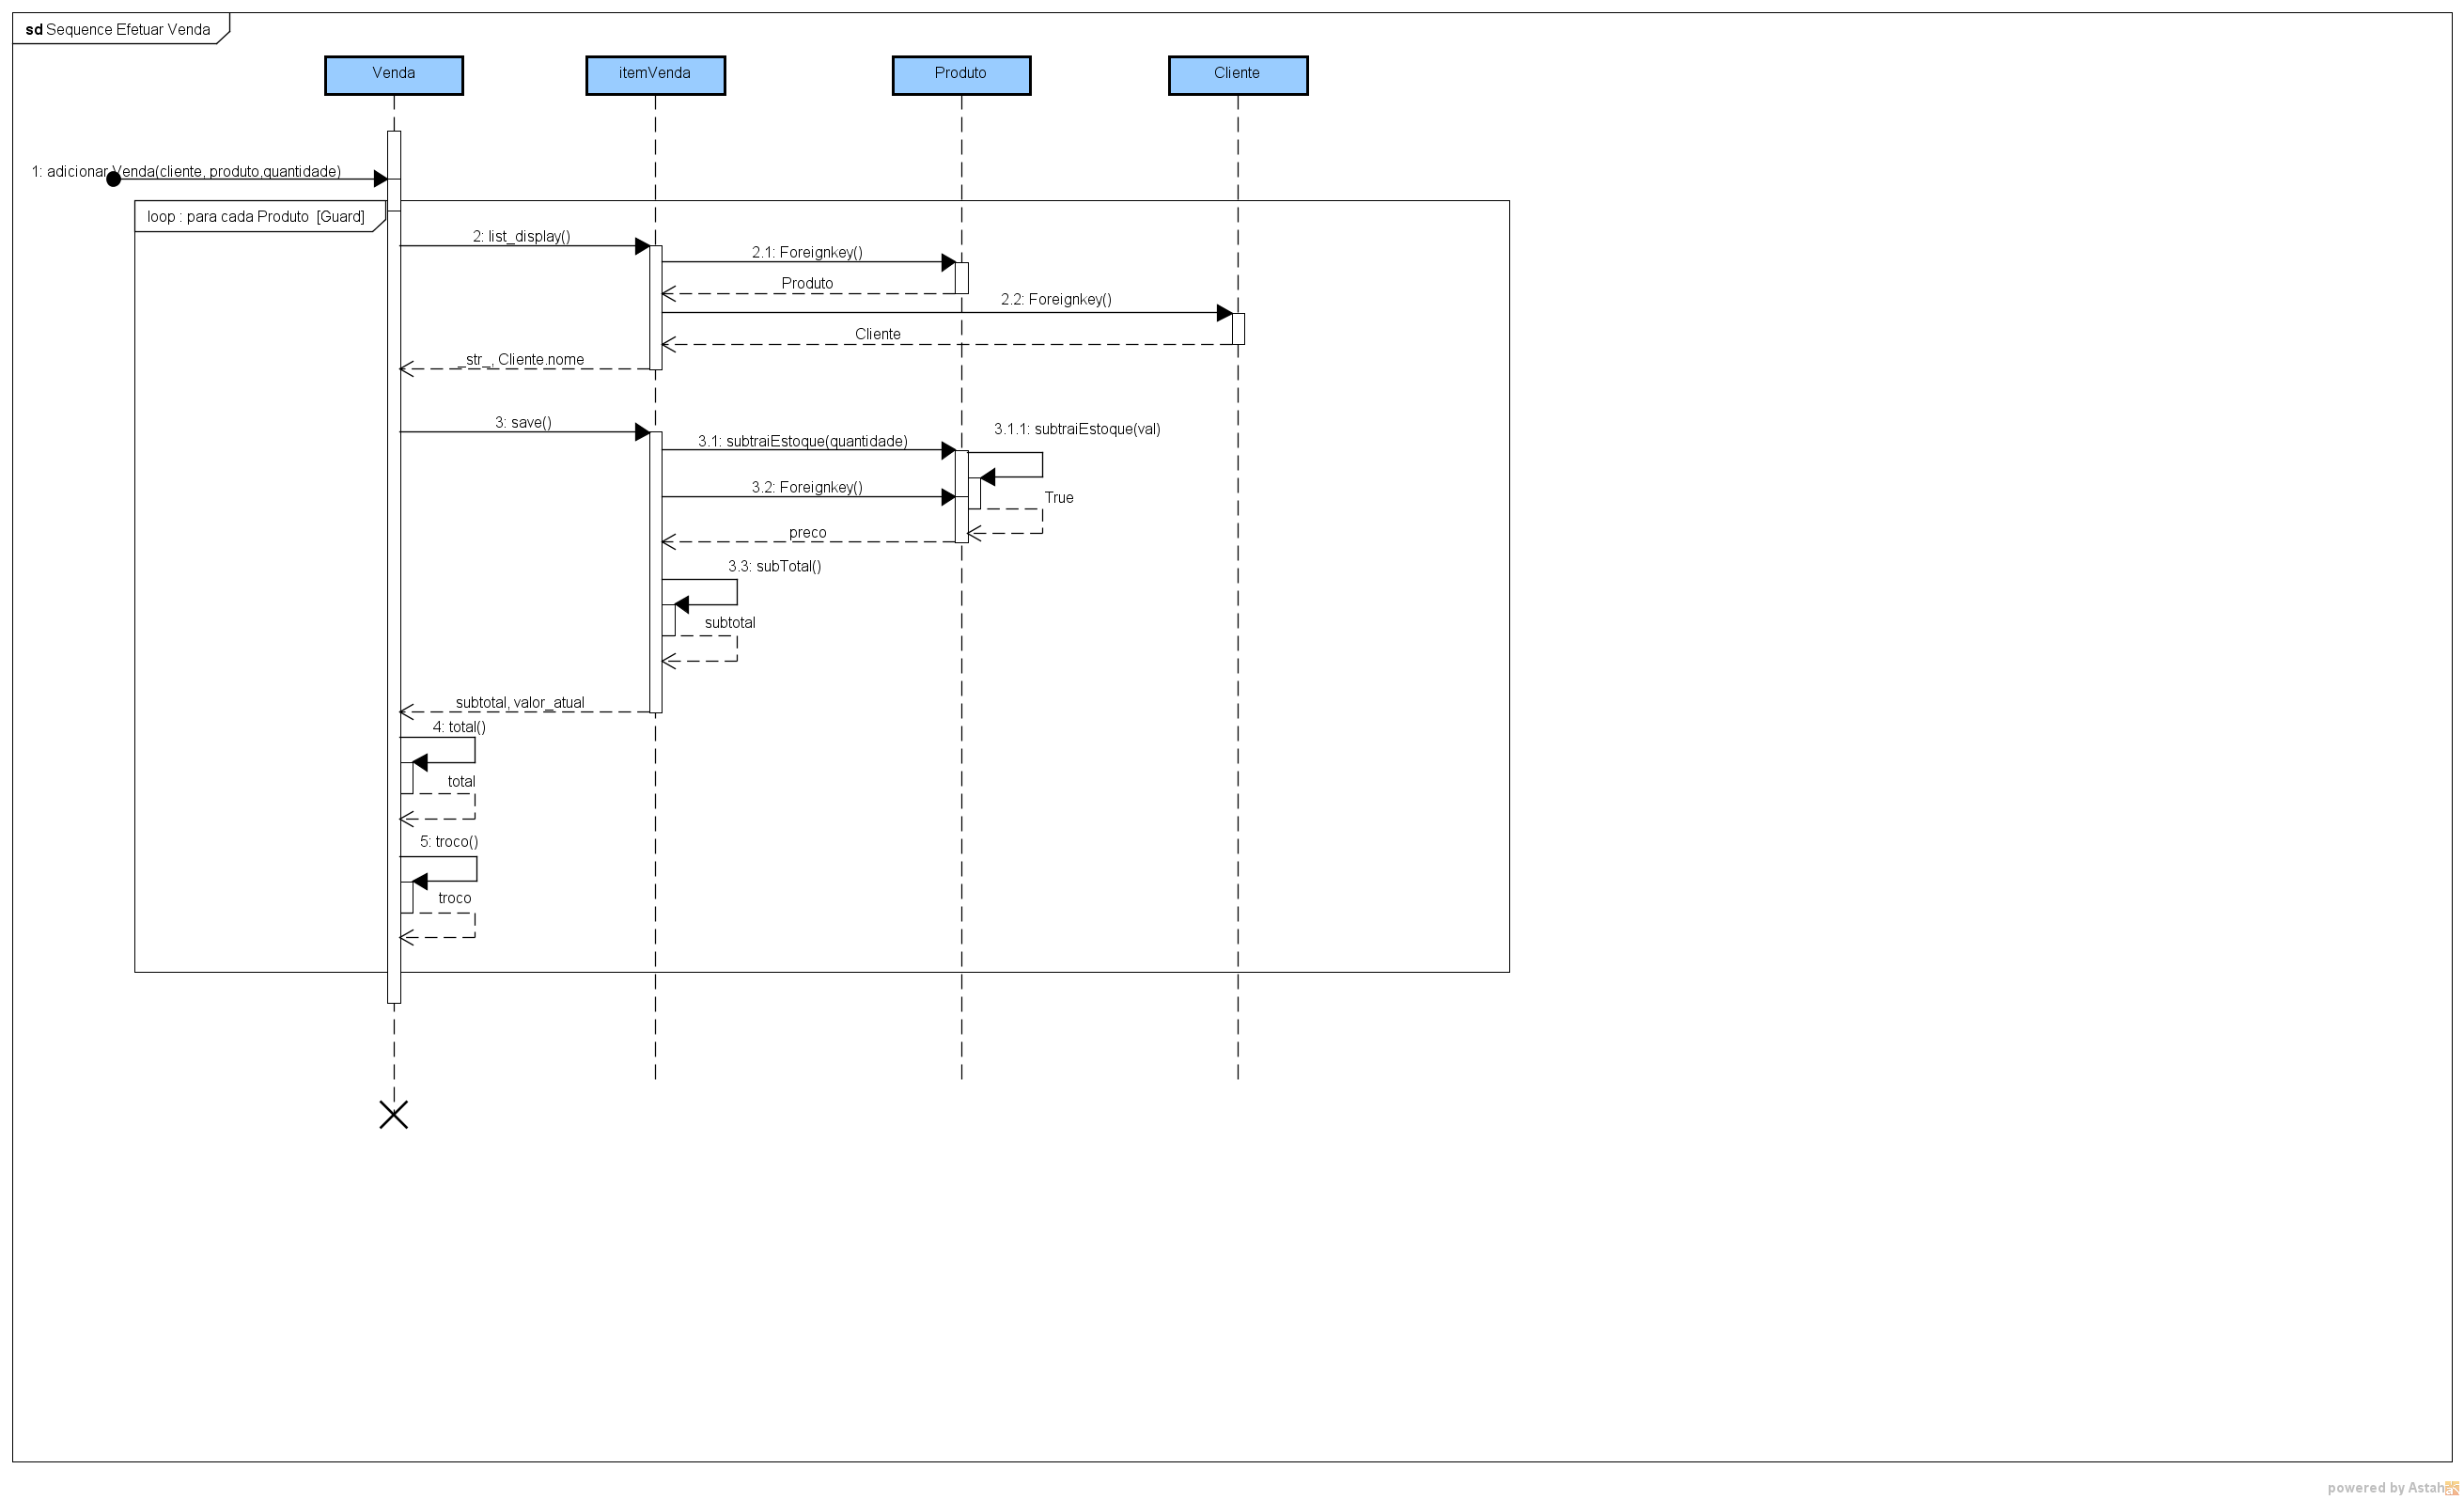 sd Sequence Efetuar Venda
Venda
itemVenda
Produto
Cliente
1: adicionar Venda(cliente, produto,quantidade)
loop : para cada Produto [Guard]
2: list_display()
2.1: Foreignkey()
Produto
2.2: Foreignkey()
Cliente
_str_, Cliente.nome
3: save()
3.1: subtraiEstoque(quantidade)
3.1.1: subtraiEstoque(val)
3.2: Foreignkey()
True
preco
3.3: subTotal()
subtotal
subtotal, valor_atual
4: total()
total
5: troco()
troco
powered by Astah